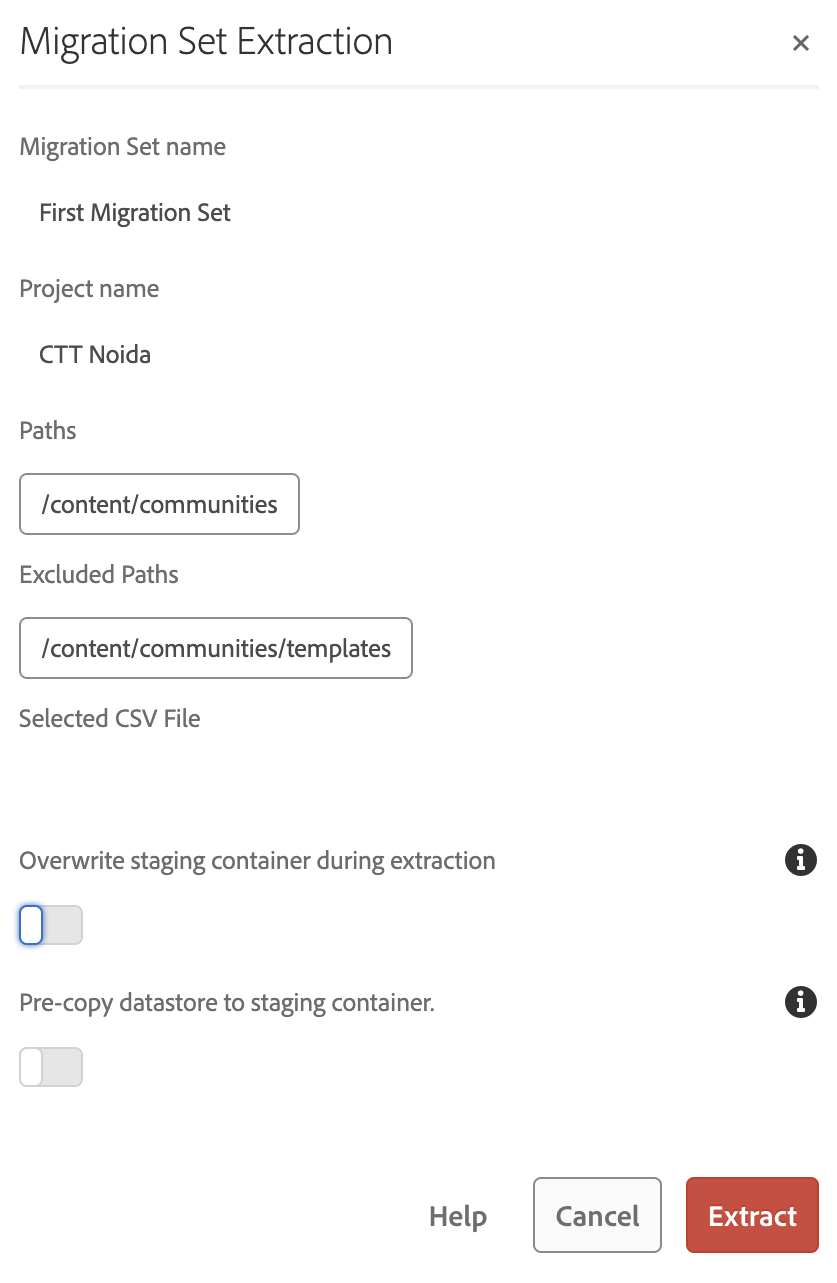 Migration Set Extraction
Migration Set name
First Migration Set
Project name
CTT Noida
Paths
/content/communities
Excluded Paths
/content/communities/templates
Selected CSV File
Overwrite staging container during extraction
Pre-copy datastore to staging container.
Help Cancel Extract